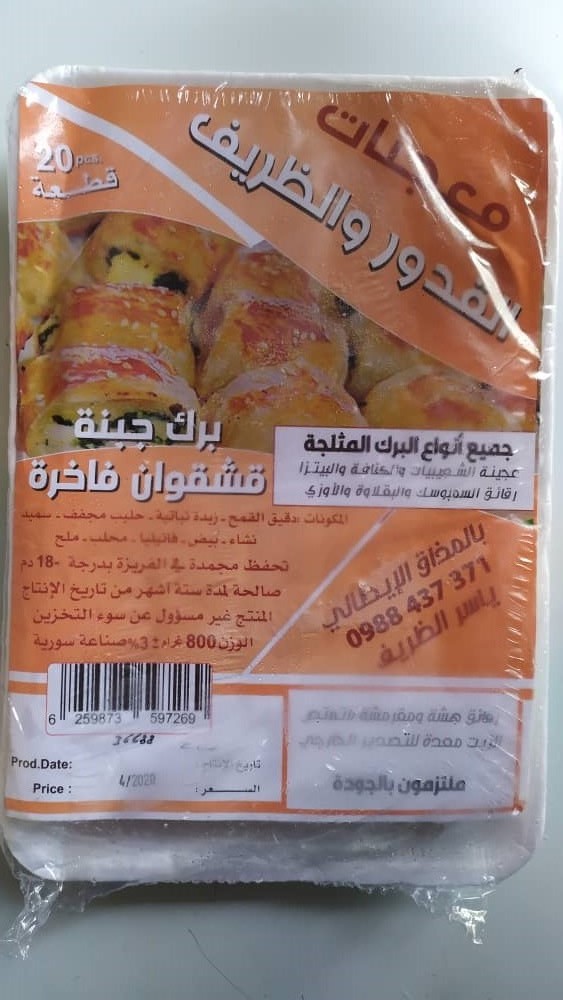 معجنات
القدور والظريف
20 pcs.
قطعة
برك جبنة
قشقوان فاخرة
جميع أنواع البرك المثلجة
عجينة الشعيبيات والكنافة والبيتزا
رقائق السمبوسك والبقلاوة والأوزي
المكونات :دقيق القمح - زبدة نباتية - حليب مجفف - سميد
نشاء - بيض - فانيليا - محلب - ملح
تحفظ مجمدة في الفريزة بدرجة -18 دم
صالحة لمدة ستة أشهر من تاريخ الإنتاج
المنتج غير مسؤول عن سوء التخزين
الوزن 800 غرام ± 3% صناعة سورية
بالمذاق الإيطالي
0988 437 371
ياسر الظريف
6 259873 597269
رقائق هشة ومقرمشة لاتمتص
الزيت معدة للتصدير الخارجي
ملتزمون بالجودة
Prod.Date: تاريخ الإنتاج:
4/2020
Price : السعر :